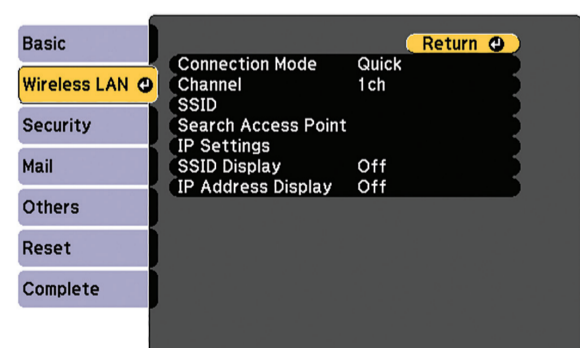 Basic
Wireless LAN
Security
Mail
Others
Reset
Complete
Return
Connection Mode Quick
Channel 1ch
SSID
Search Access Point
IP Settings
SSID Display Off
IP Address Display Off